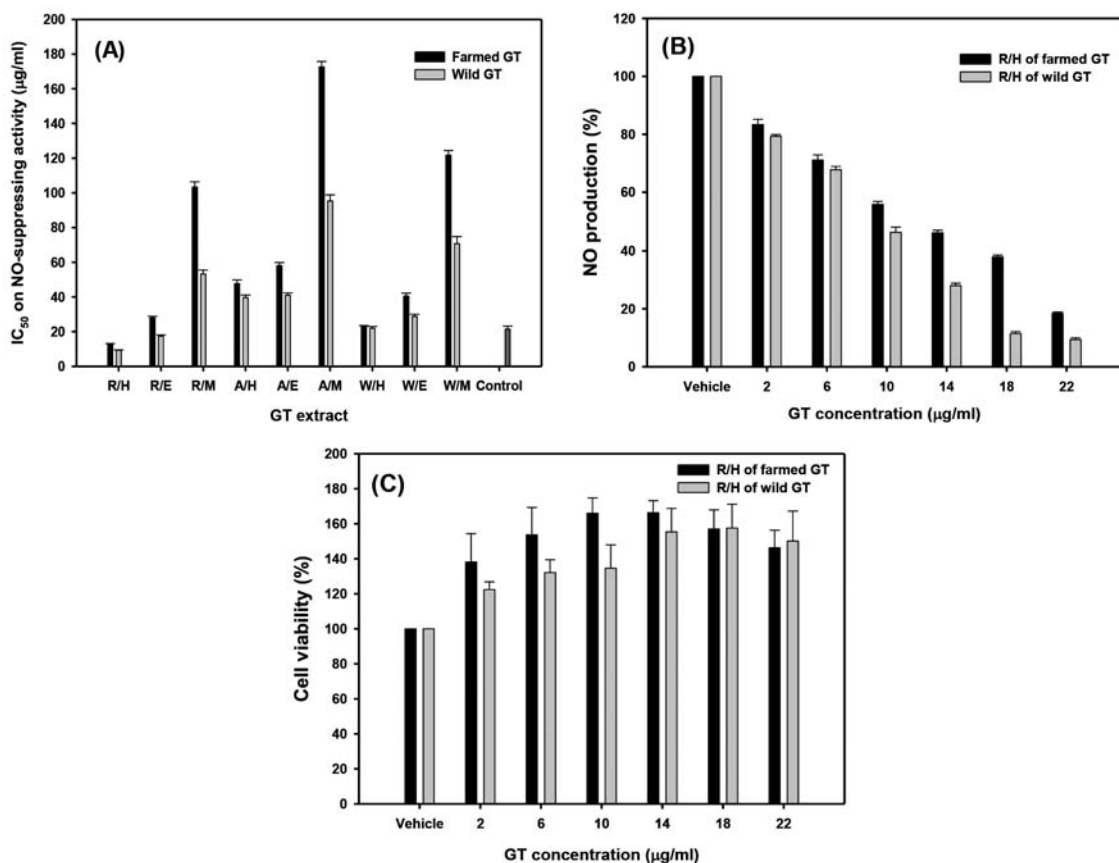 (A)
Farmed GT
Wild GT
IC50 on NO-suppressing activity (μg/ml)
200
180
160
140
120
100
80
60
40
20
0
R/H R/E R/M A/H A/E A/M W/H W/E W/M Control
GT extract
(B)
R/H of farmed GT
R/H of wild GT
NO production (%)
120
100
80
60
40
20
0
Vehicle 2 6 10 14 18 22
GT concentration (μg/ml)
(C)
R/H of farmed GT
R/H of wild GT
Cell viability (%)
200
180
160
140
120
100
80
60
40
20
0
Vehicle 2 6 10 14 18 22
GT concentration (μg/ml)